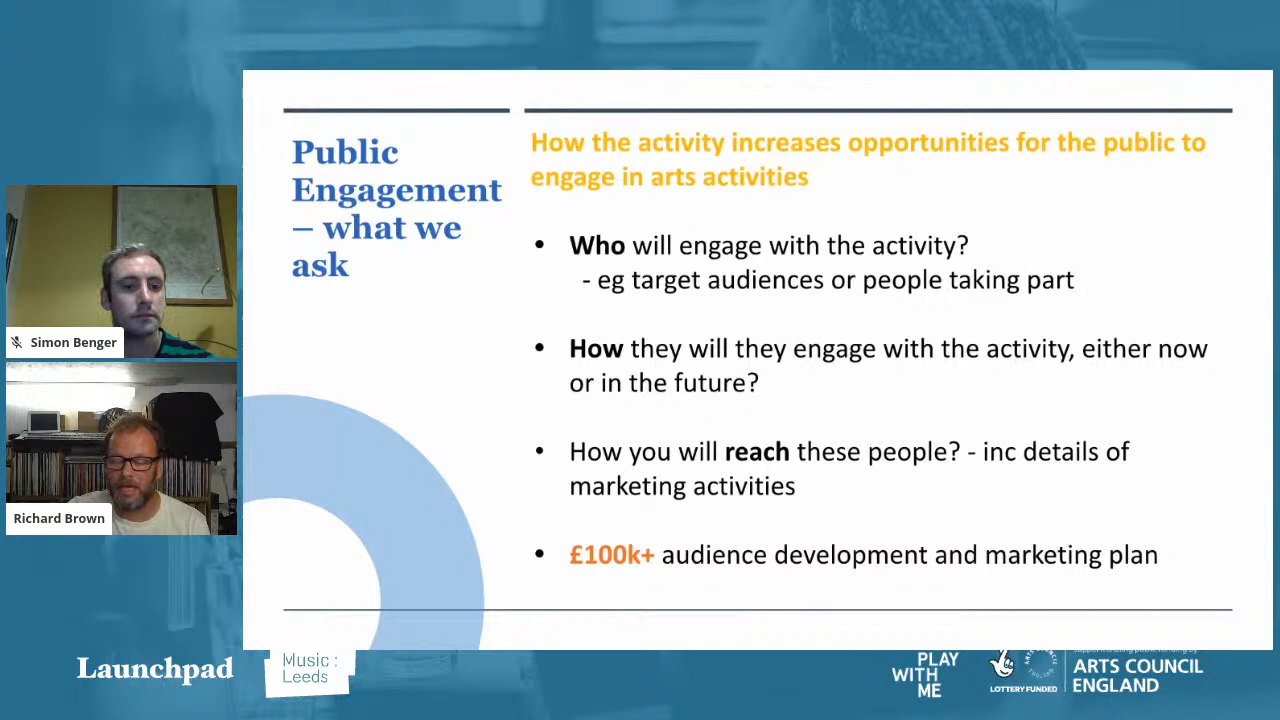 Public
Engagement
– what we
ask
How the activity increases opportunities for the public to
engage in arts activities
• Who will engage with the activity?
- eg target audiences or people taking part
• How they will they engage with the activity, either now
or in the future?
• How you will reach these people? - inc details of
marketing activities
• £100k+ audience development and marketing plan
Simon Benger
Richard Brown
Launchpad
Music:
Leeds
PLAY
WITH
ME
LOTTERY FUNDED
ARTS COUNCIL
ENGLAND